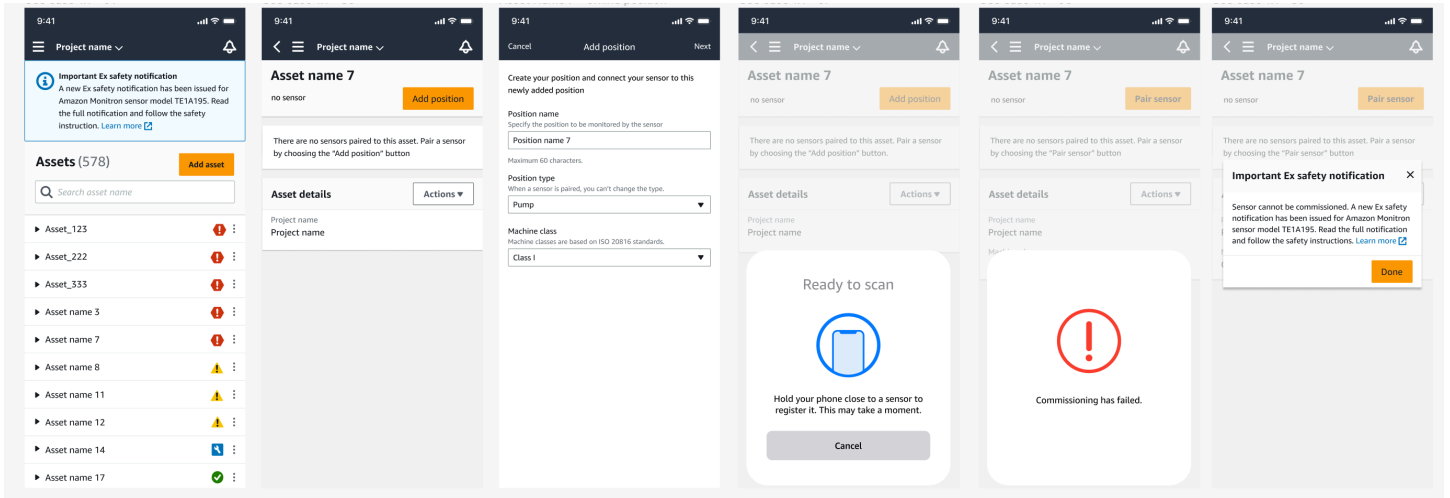 9:41
Project name
Important Ex safety notification
A new Ex safety notification has been issued for
Amazon Monitron sensor model TE1A195. Read
the full notification and follow the safety
instruction. Learn more
Assets (578)
Add asset
Search asset name
Asset_123
Asset_222
Asset_333
Asset name 3
Asset name 7
Asset name 8
Asset name 11
Asset name 12
Asset name 14
Asset name 17
9:41
Project name
Asset name 7
no sensor
Add position
There are no sensors paired to this asset. Pair a sensor
by choosing the "Add position" button
Asset details
Actions
Project name
Project name
9:41
Cancel
Add position
Next
Create your position and connect your sensor to this
newly added position
Position name
Specify the position to be monitored by the sensor
Position name 7
Maximum 60 characters.
Position type
When a sensor is paired, you can't change the type.
Pump
Machine class
Machine classes are based on ISO 20816 standards.
Class I
9:41
Project name
Asset name 7
no sensor
Add position
There are no sensors paired to this asset. Pair a sensor
by choosing the "Add position" button.
Asset details
Actions
Project name
Project name
Ready to scan
Hold your phone close to a sensor to
register it. This may take a moment.
Cancel
9:41
Project name
Asset name 7
no sensor
Pair sensor
There are no sensors paired to this asset. Pair a sensor
by choosing the "Pair sensor" button
Asset details
Actions
Project name
Project name
Commissioning has failed.
9:41
Project name
Asset name 7
no sensor
Pair sensor
There are no sensors paired to this asset. Pair a sensor
by choosing the "Pair sensor" button
Important Ex safety notification
Sensor cannot be commissioned. A new Ex safety
notification has been issued for Amazon Monitron
sensor model TE1A195. Read the full notification
and follow the safety instructions. Learn more
Done